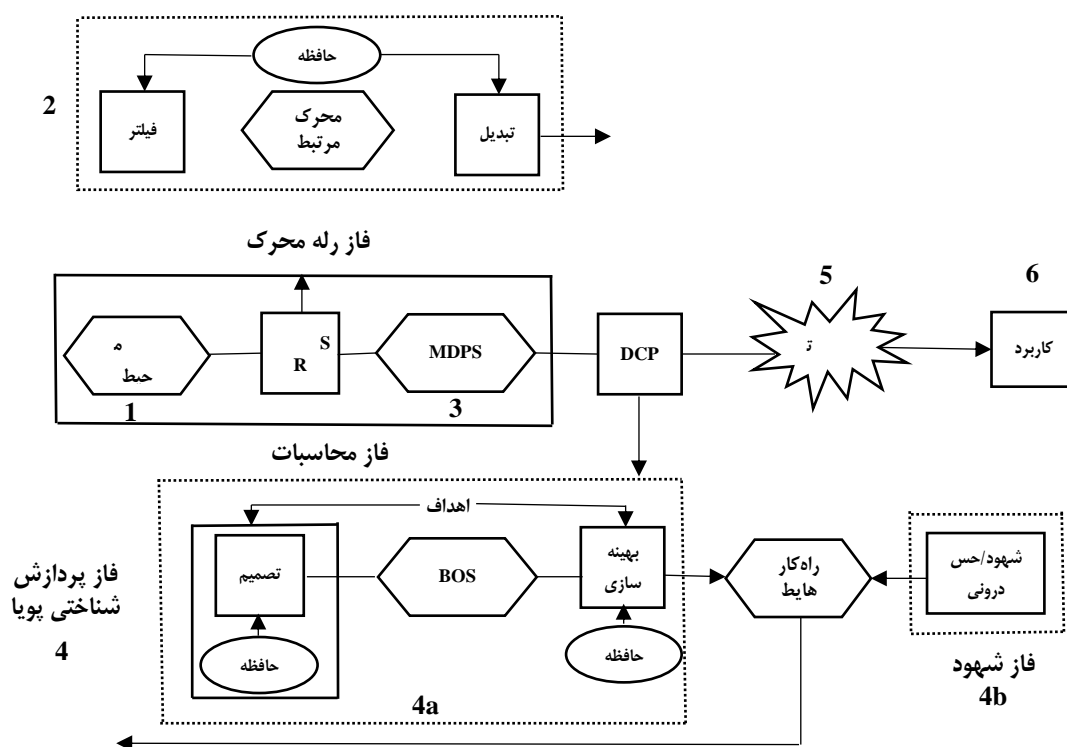 حافظه
2
فیلتر
محرک
مرتبط
تبدیل
فاز رله محرک
5
6
م
حیط
S
R
MDPS
DCP
ت
کاربرد
1
3
فاز محاسبات
اهداف
تصمیم
BOS
بهینه
سازی
راه‌کار
هایط
شهود/حس
درونی
فاز پردازش
شناختی پویا
4
حافظه
حافظه
4a
فاز شهود
4b